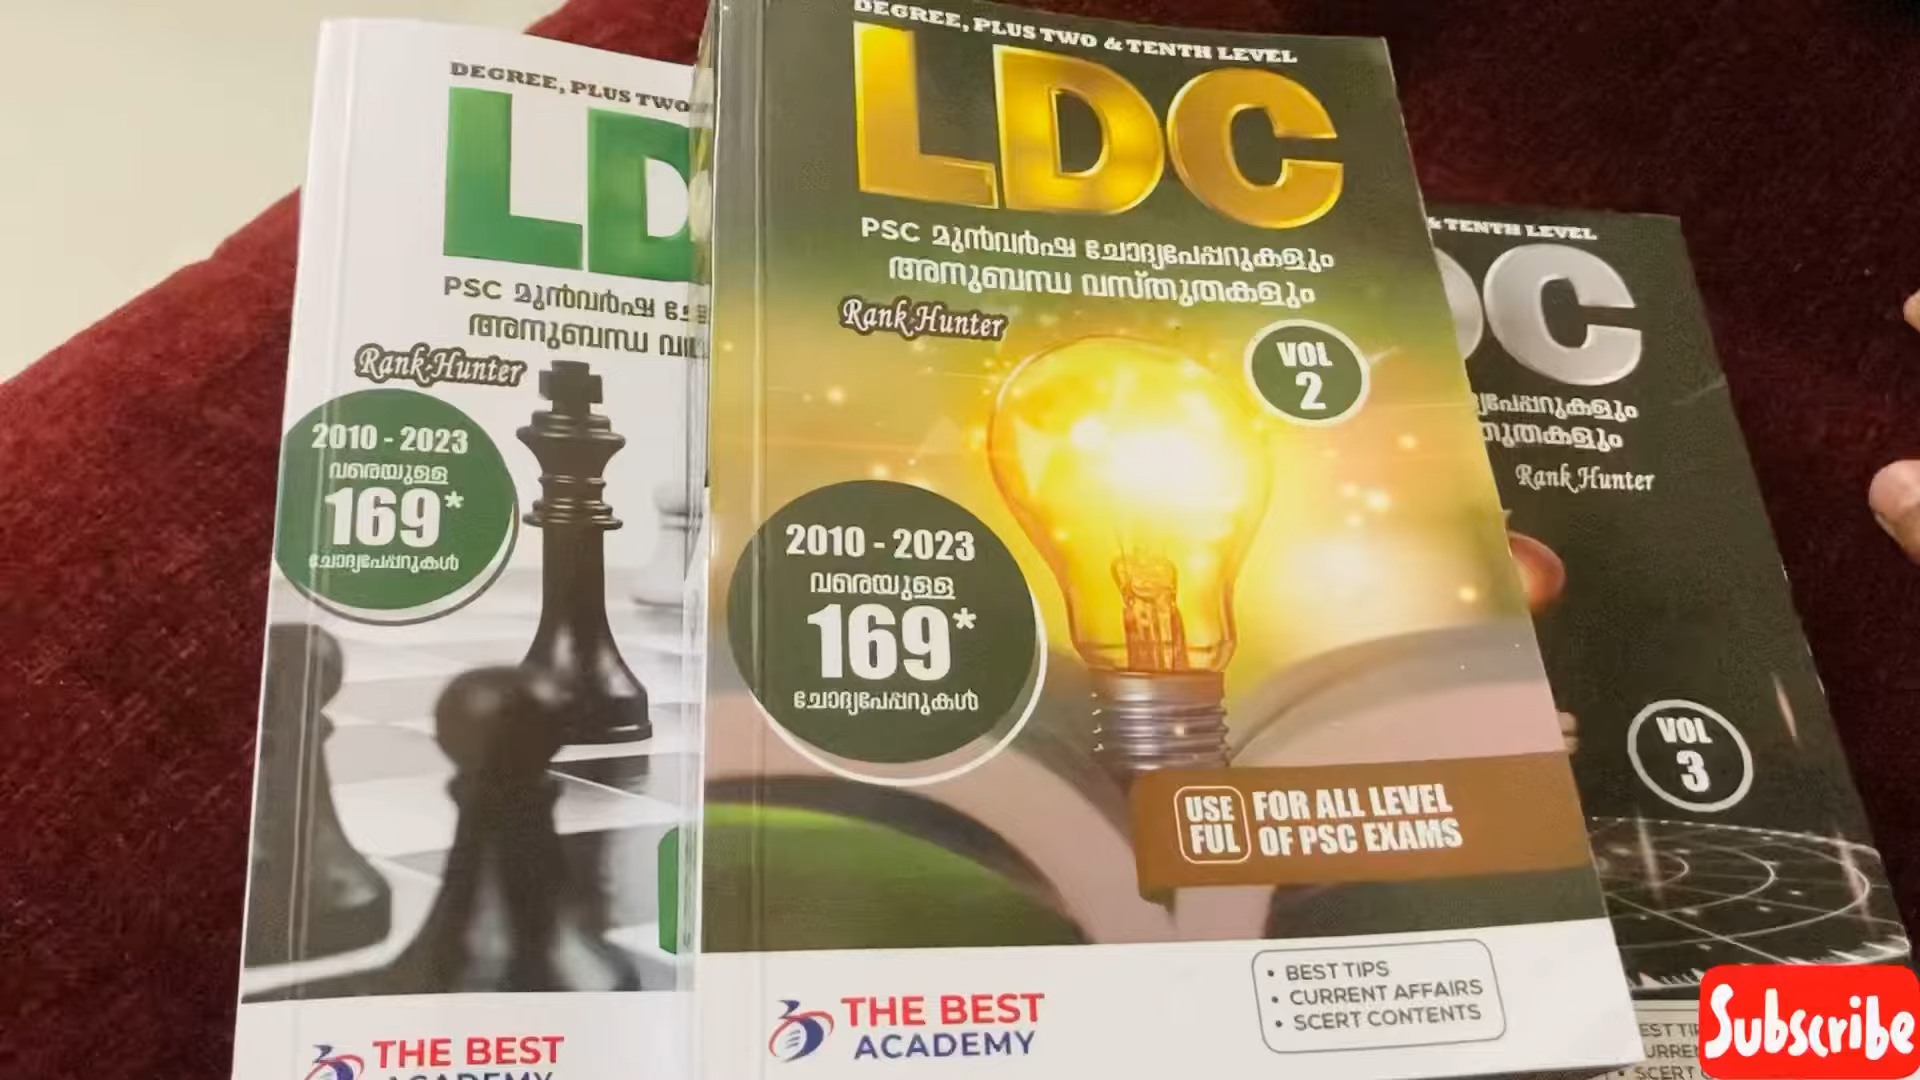 DEGREE, PLUS TWO
LD
PSC മുൻവർഷ
അനുബന്ധ
Rank Hunter
2010 - 2023
വരെയുള്ള
169*
ചോദ്യപേപ്പറുകൾ
THE BEST
ACADEMY
DEGREE, PLUS TWO & TENTH LEVEL
LDC
PSC മുൻവർഷ ചോദ്യപേപ്പറുകളും
അനുബന്ധ വസ്തുതകളും
Rank Hunter
VOL
2
2010 - 2023
വരെയുള്ള
169*
ചോദ്യപേപ്പറുകൾ
USE FUL
FOR ALL LEVEL
OF PSC EXAMS
• BEST TIPS
• CURRENT AFFAIRS
• SCERT CONTENTS
THE BEST
ACADEMY
& TENTH LEVEL
DC
Rank Hunter
VOL
3
Subscribe